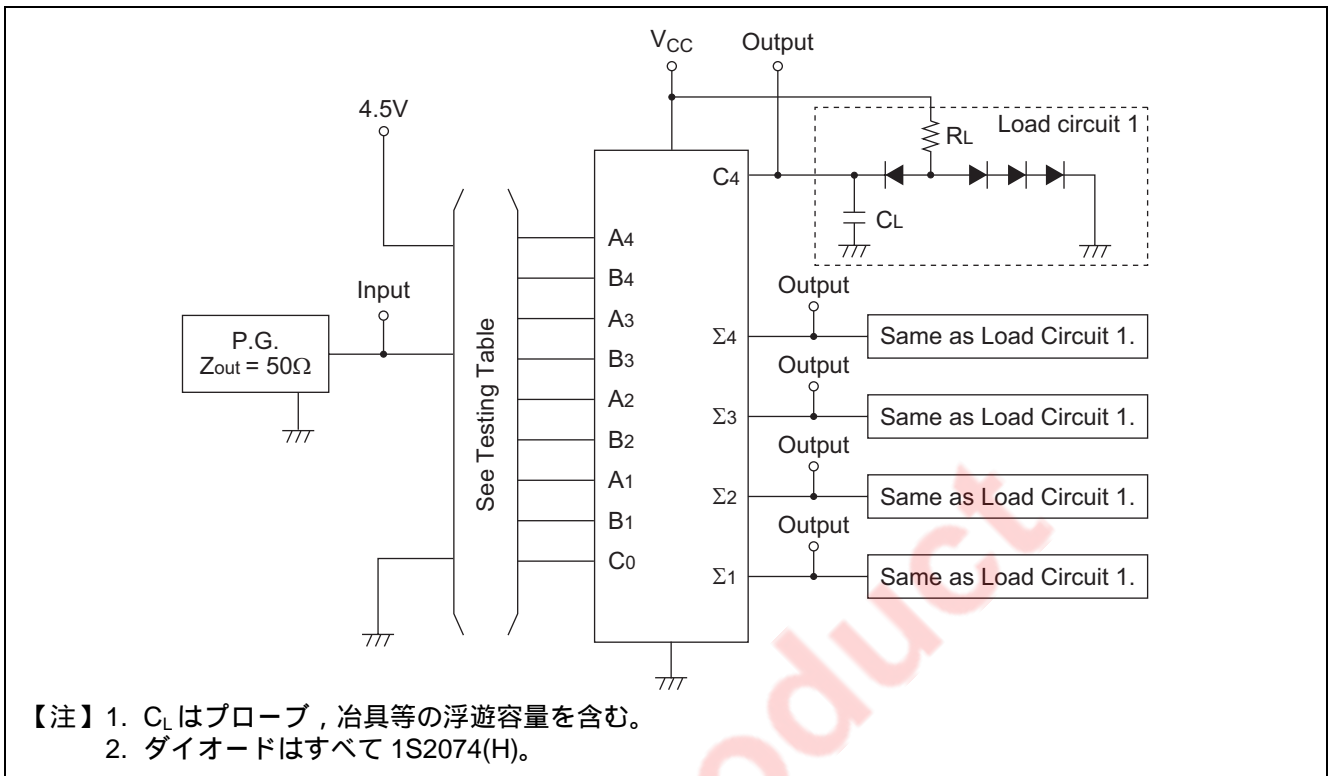 VCC Output
4.5V
Load circuit 1
RL
C4
CL
A4
Input
B4
Output
P.G.
Zout = 50Ω
A3
Σ4
Same as Load Circuit 1.
See Testing Table
B3
Output
A2
Σ3
Same as Load Circuit 1.
B2
Output
A1
Σ2
Same as Load Circuit 1.
B1
Output
C0
Σ1
Same as Load Circuit 1.
【注】1. CLはプローブ,冶具等の浮遊容量を含む。
2. ダイオードはすべて 1S2074(H)。
oduct